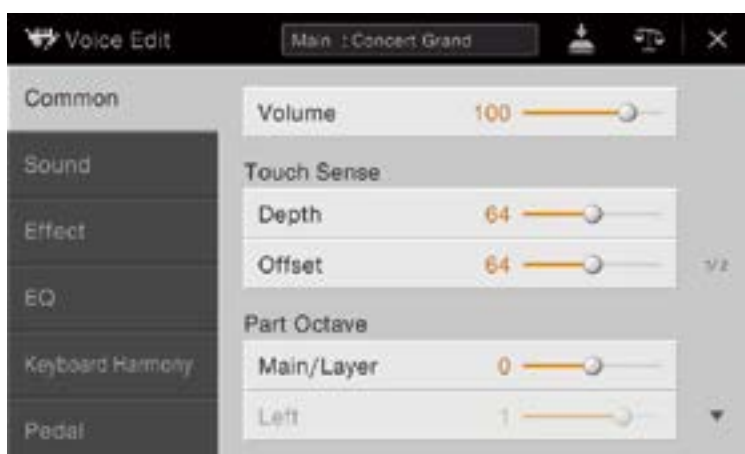 Voice Edit
Main : Concert Grand
Common
Sound
Effect
EQ
Keyboard Harmony
Pedal
Volume 100
Touch Sense
Depth 64
Offset 64
Part Octave
Main/Layer 0
Left 1
1/2